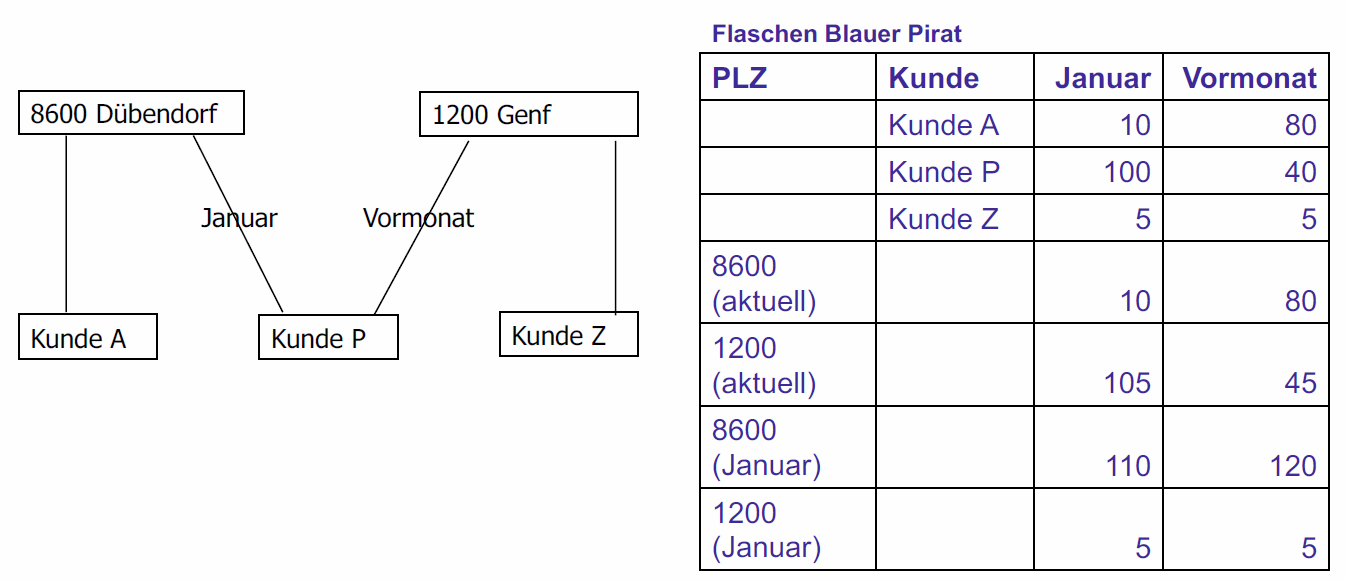 8600 Dübendorf
1200 Genf
Januar
Vormonat
Kunde A
Kunde P
Kunde Z
Flaschen Blauer Pirat
PLZ Kunde Januar Vormonat
Kunde A 10 80
Kunde P 100 40
Kunde Z 5 5
8600
(aktuell) 10 80
1200
(aktuell) 105 45
8600
(Januar) 110 120
1200
(Januar) 5 5